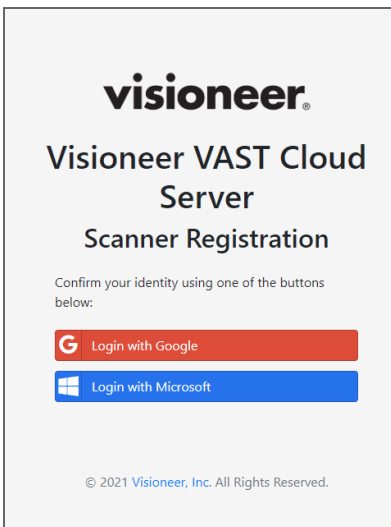 visioneer®
Visioneer VAST Cloud
Server
Scanner Registration
Confirm your identity using one of the buttons
below:
G Login with Google
Login with Microsoft
© 2021 Visioneer, Inc. All Rights Reserved.